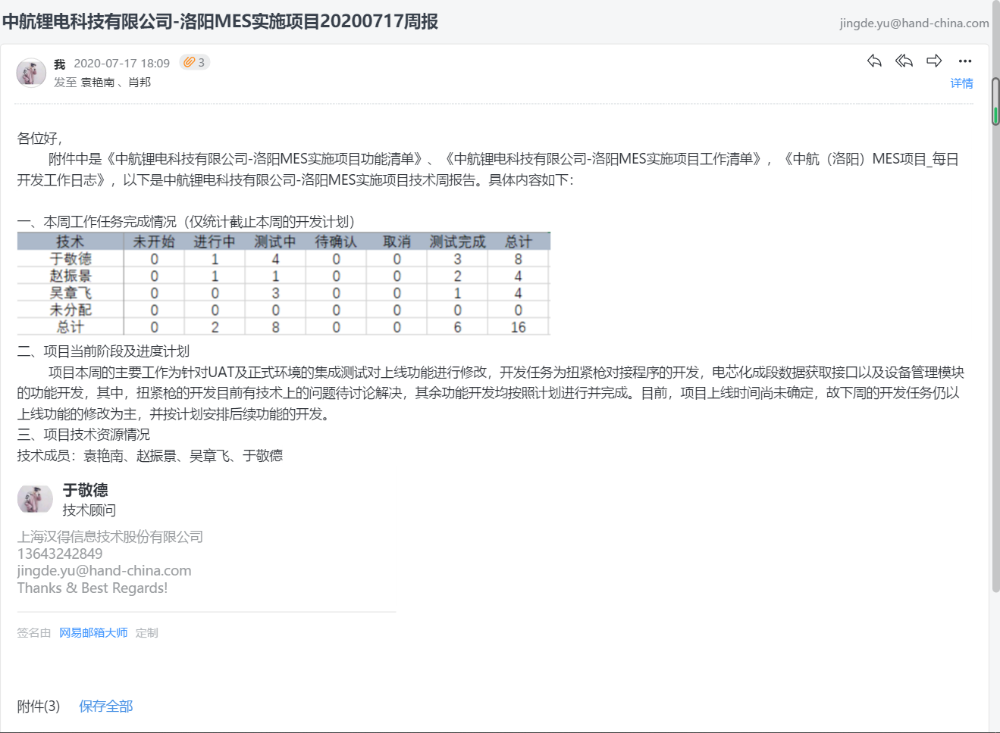 中航锂电科技有限公司-洛阳MES实施项目20200717周报
jingde.yu@hand-china.com
我 2020-07-17 18:09 3
发至 袁艳南、肖邦
详情
各位好，
附件中是《中航锂电科技有限公司-洛阳MES实施项目功能清单》、《中航锂电科技有限公司-洛阳MES实施项目工作清单》，《中航（洛阳）MES项目_每日
开发工作日志》，以下是中航锂电科技有限公司-洛阳MES实施项目技术周报告。具体内容如下：
一、本周工作任务完成情况（仅统计截止本周的开发计划）
技术 未开始 进行中 测试中 待确认 取消 测试完成 总计
于敬德 0 1 4 0 0 3 8
赵振景 0 1 1 0 0 2 4
吴章飞 0 0 3 0 0 1 4
未分配 0 0 0 0 0 0 0
总计 0 2 8 0 0 6 16
二、项目当前阶段及进度计划
项目本周的主要工作为针对UAT及正式环境的集成测试对上线功能进行修改，开发任务为扭紧枪对接程序的开发，电芯化成段数据获取接口以及设备管理模块
的功能开发，其中，扭紧枪的开发目前有技术上的问题待讨论解决，其余功能开发均按照计划进行并完成。目前，项目上线时间尚未确定，故下周的开发任务仍以
上线功能的修改为主，并按计划安排后续功能的开发。
三、项目技术资源情况
技术成员：袁艳南、赵振景、吴章飞、于敬德
于敬德
技术顾问
上海汉得信息技术股份有限公司
13643242849
jingde.yu@hand-china.com
Thanks & Best Regards!
签名由 网易邮箱大师 定制
附件(3) 保存全部